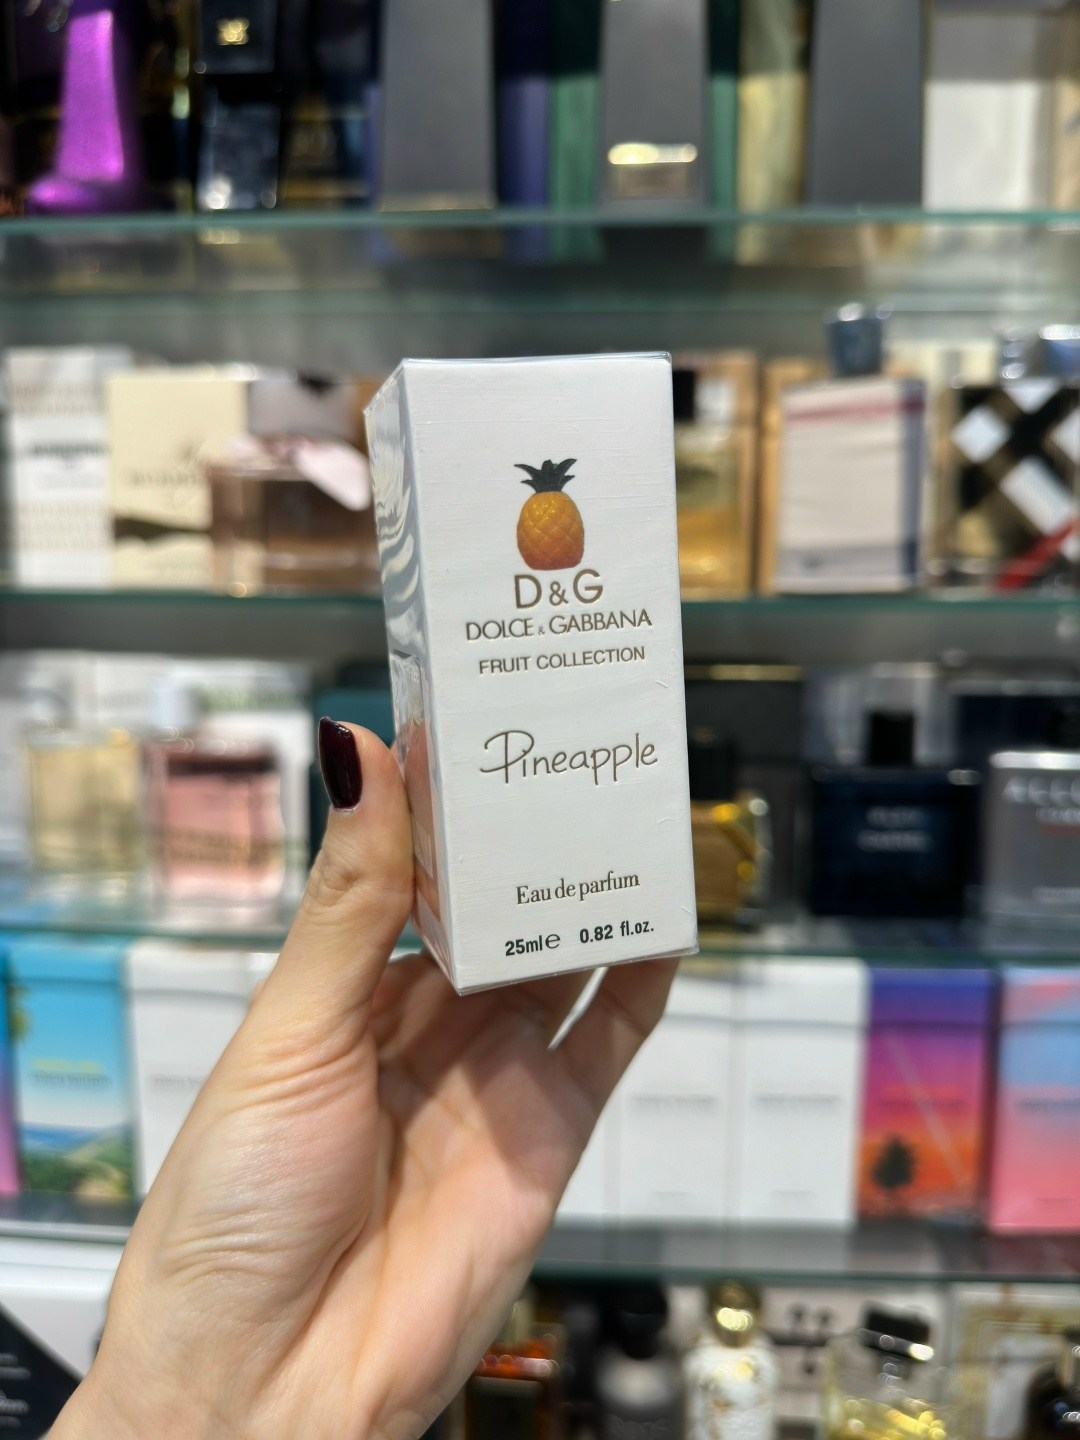 D&G
DOLCE & GABBANA
FRUIT COLLECTION
Pineapple
Eau de parfum
25ml e 0.82 fl.oz.